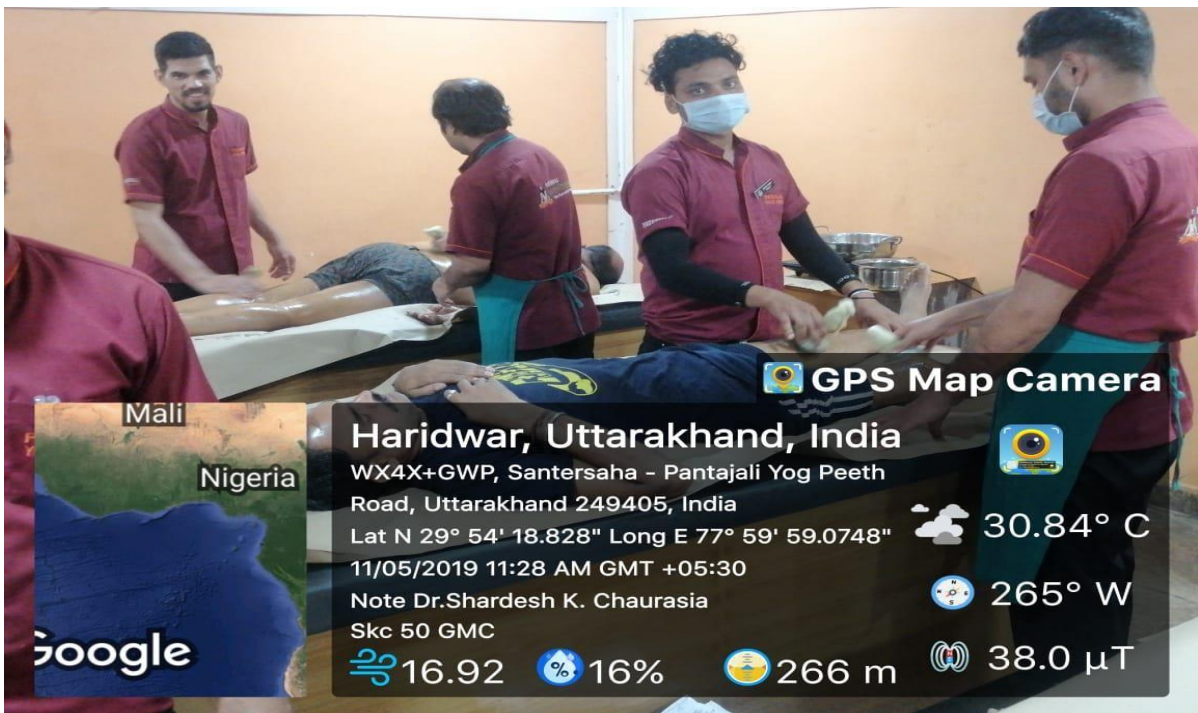 GPS Map Camera
Mali
Nigeria
Google
Haridwar, Uttarakhand, India
WX4X+GWP, Santersaha - Pantajali Yog Peeth
Road, Uttarakhand 249405, India
Lat N 29° 54' 18.828" Long E 77° 59' 59.0748"
11/05/2019 11:28 AM GMT +05:30
Note Dr.Shardesh K. Chaurasia
Skc 50 GMC
16.92
16%
266 m
30.84° C
265° W
38.0 μT